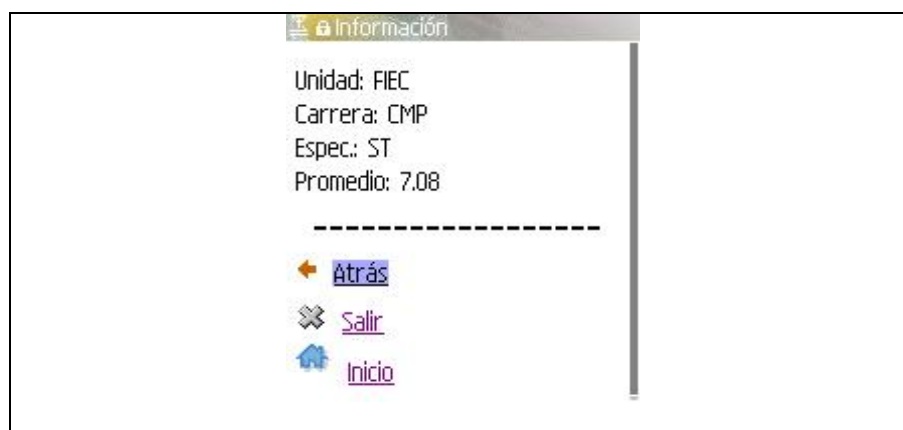 Información
Unidad: FIEC
Carrera: CMP
Espec.: ST
Promedio: 7.08
------------------
Atrás
Salir
Inicio